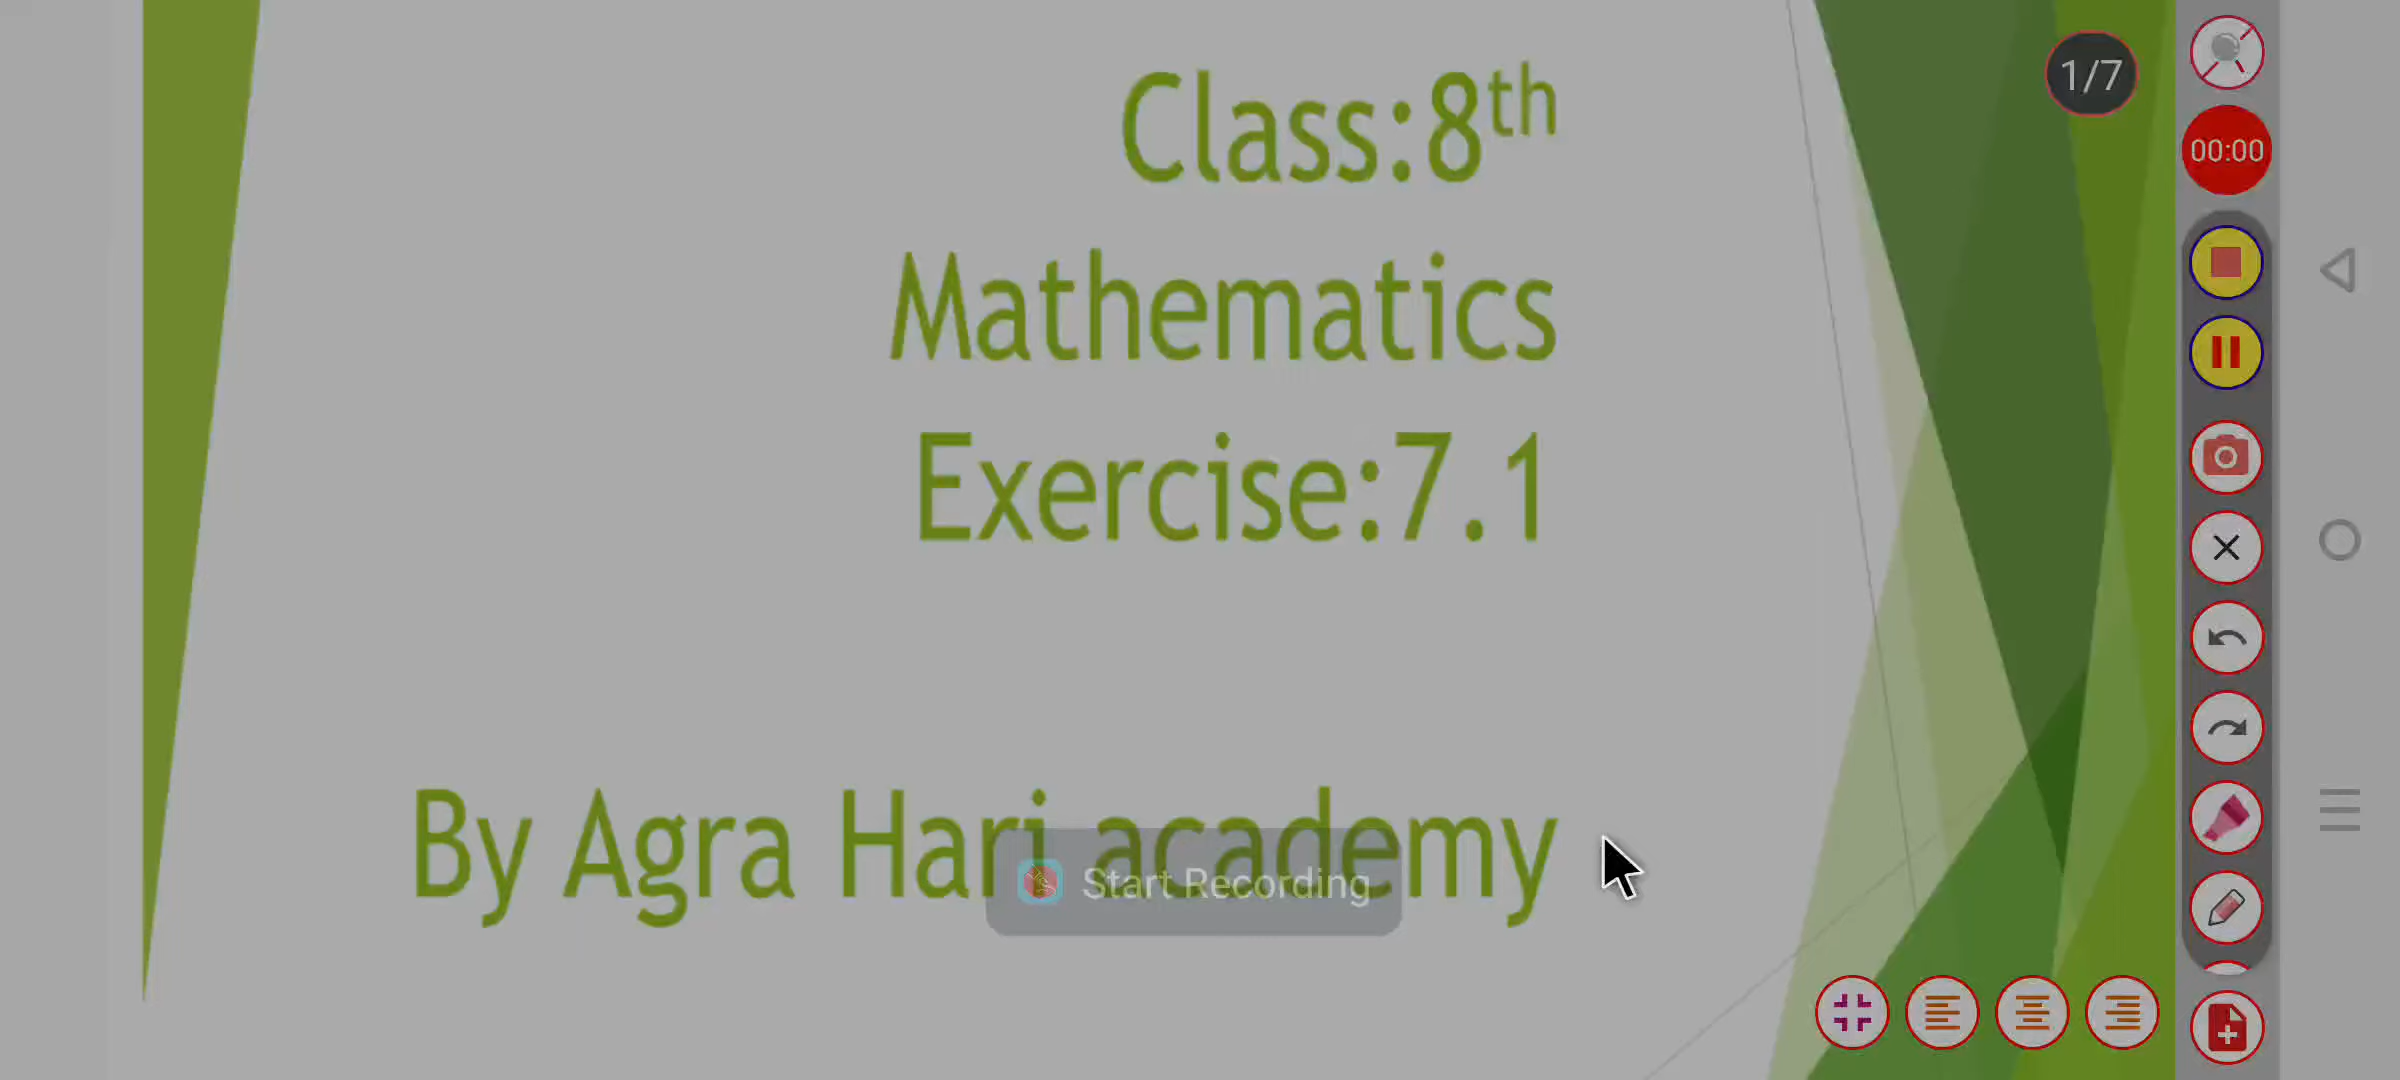 Class:8th
1/7
00:00
Mathematics
Exercise:7.1
By Agra Hari academy
Start Recording